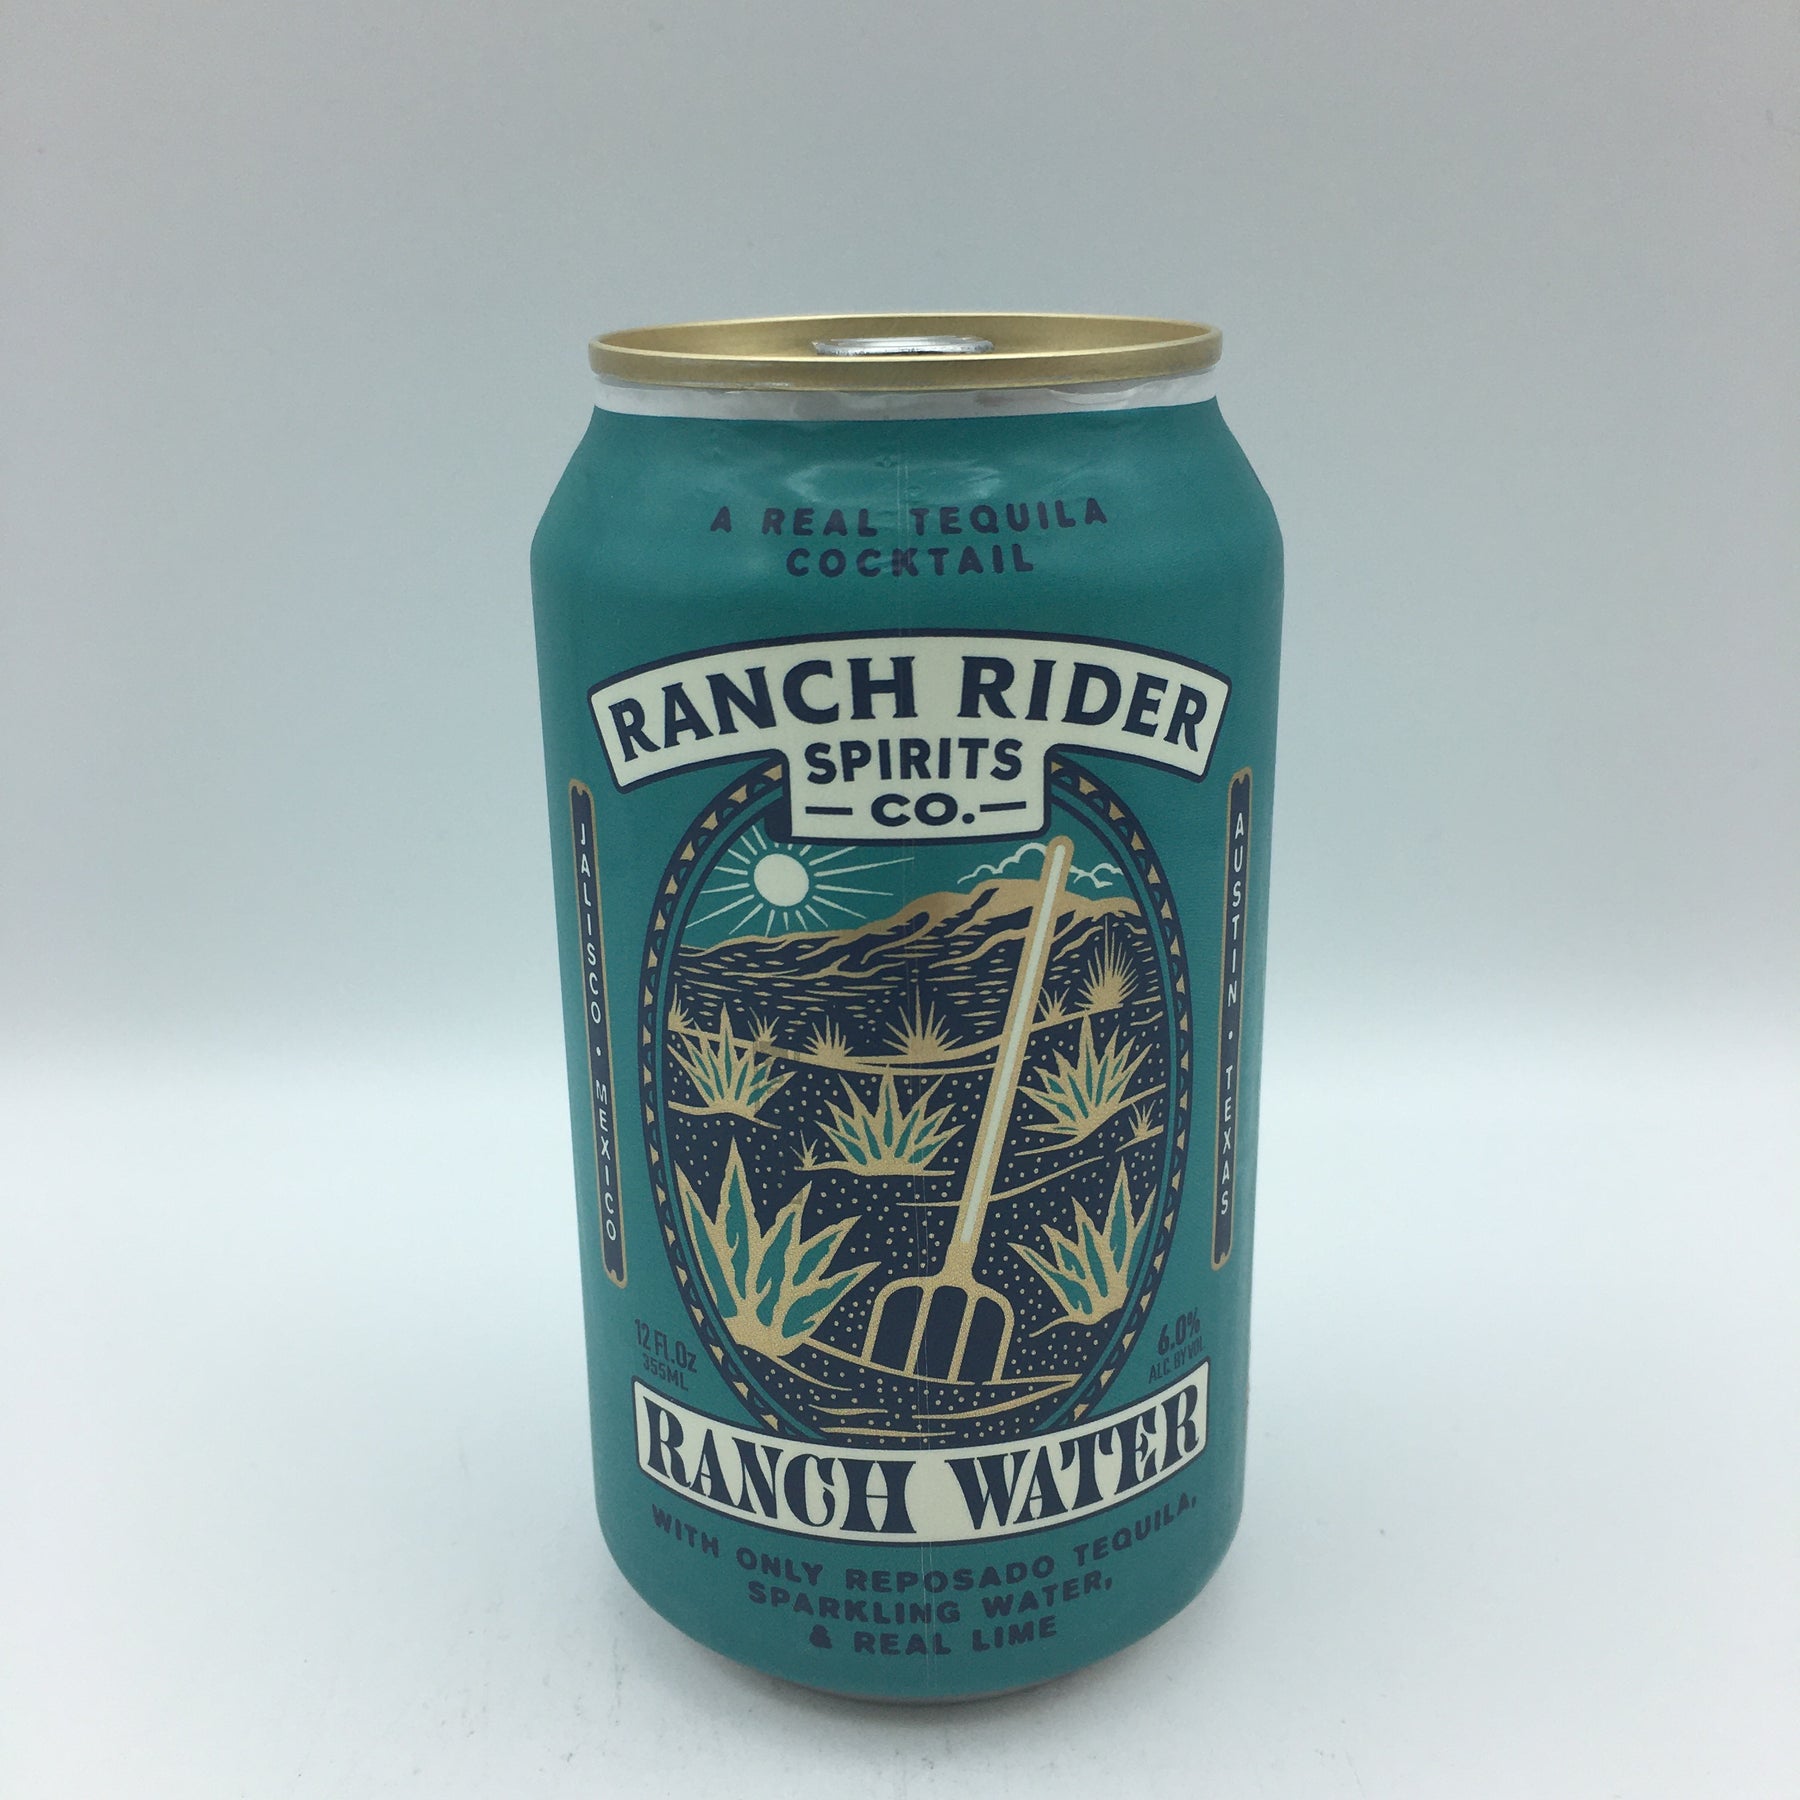 A REAL TEQUILA
COCKTAIL
RANCH RIDER
SPIRITS
— CO. —
JALISCO • MEXICO
AUSTIN • TEXAS
12 FL.Oz
355ML
6.0%
ALC. BY VOL
RANCH WATER
WITH ONLY REPOSADO TEQUILA,
SPARKLING WATER,
& REAL LIME